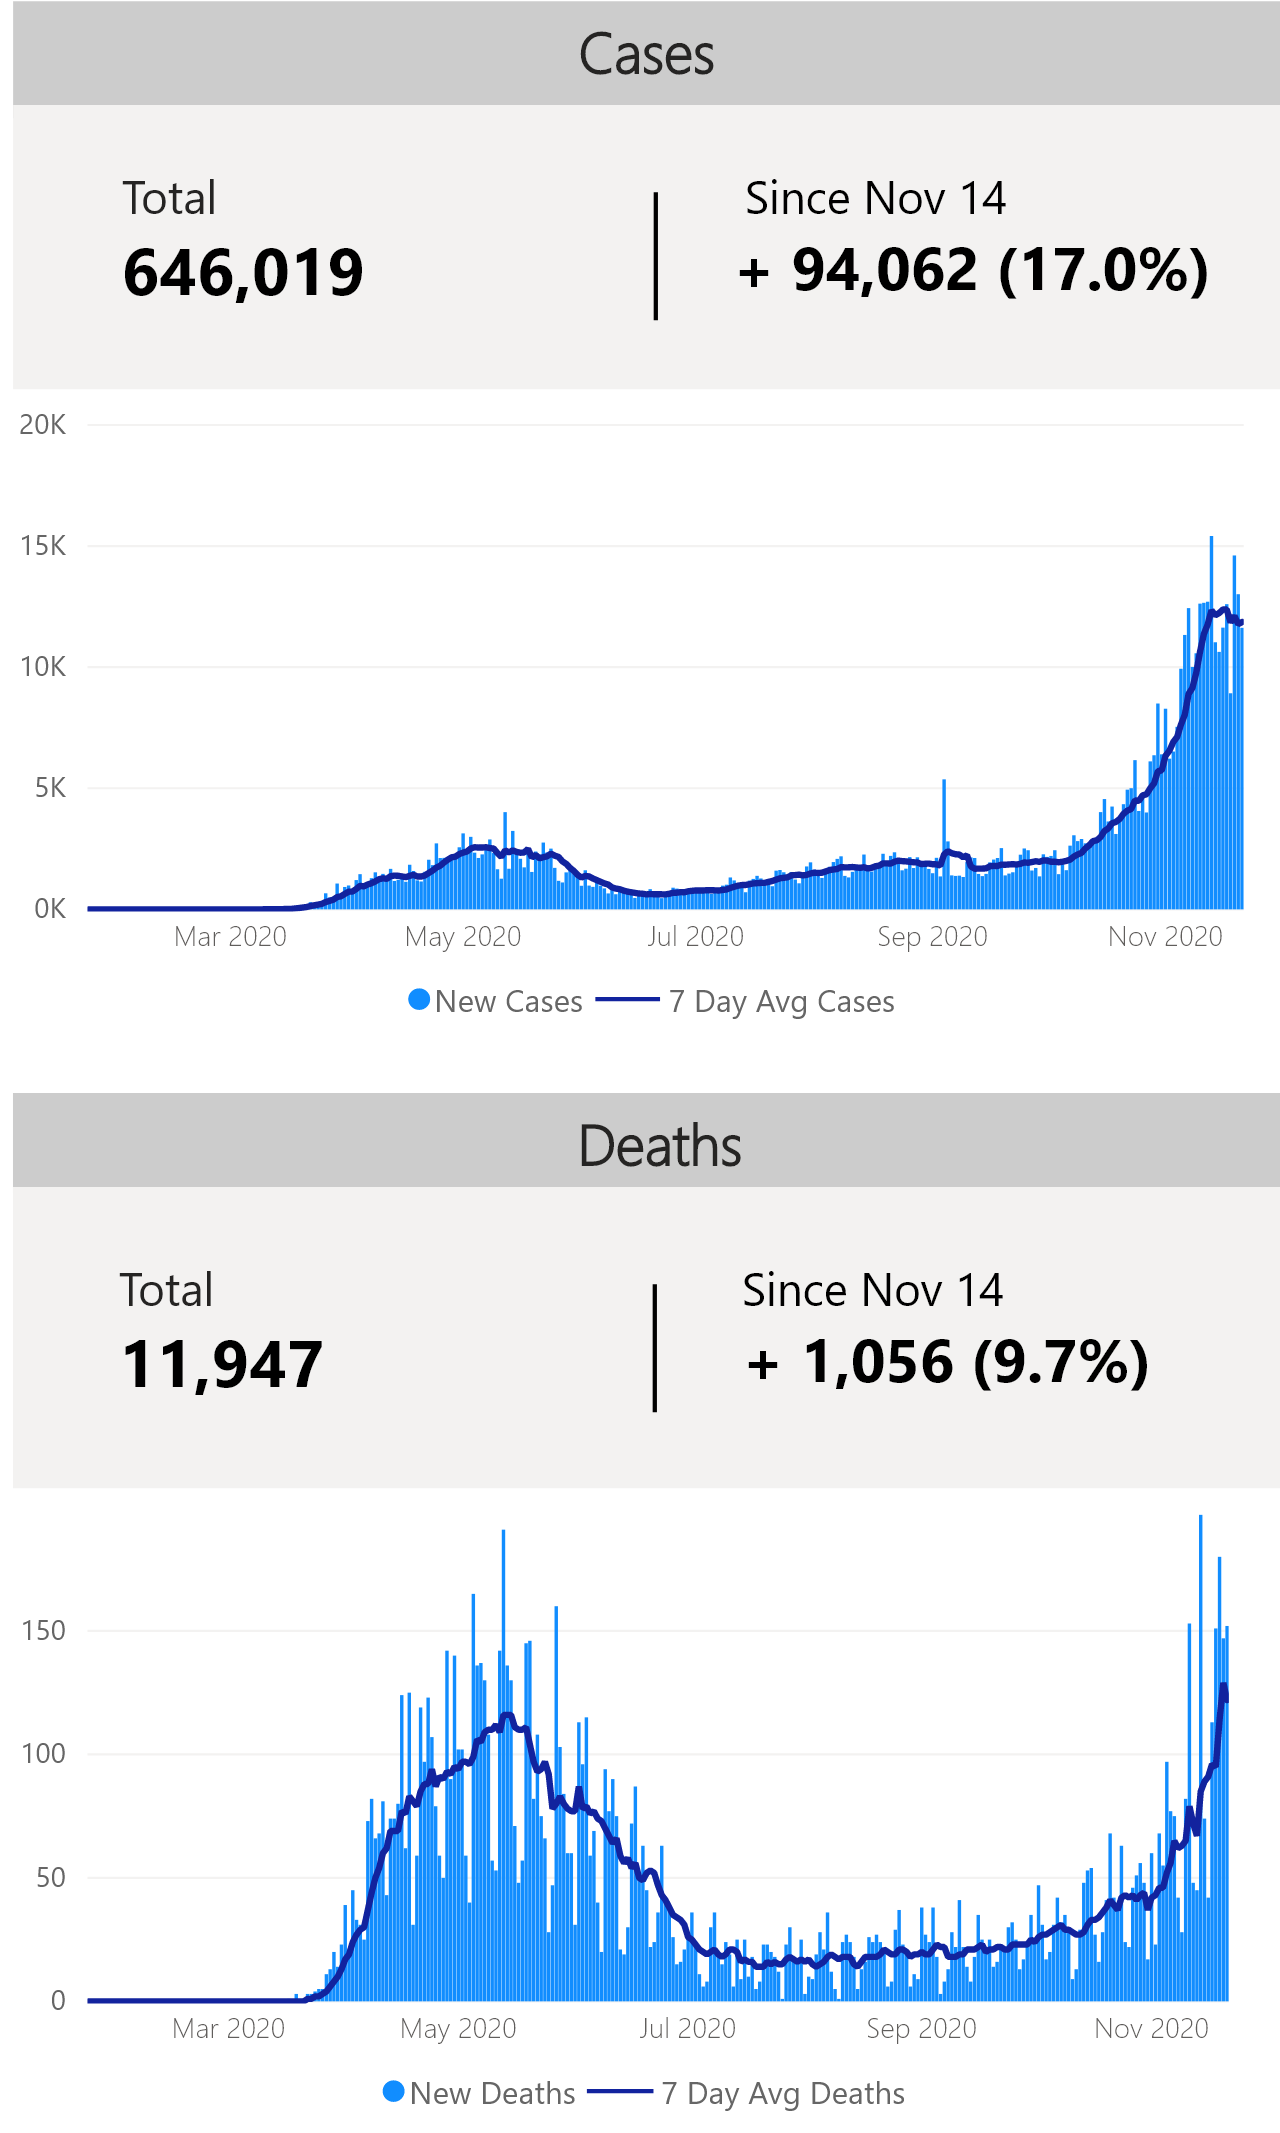 Cases
Total
Since Nov 14
646,019
+ 94,062 (17.0%)
20K
15K
10K
5K
0K
Mar 2020 May 2020 Jul 2020 Sep 2020 Nov 2020
New Cases 7 Day Avg Cases
Deaths
Total
Since Nov 14
11,947
+ 1,056 (9.7%)
150
100
50
0
Mar 2020 May 2020 Jul 2020 Sep 2020 Nov 2020
New Deaths 7 Day Avg Deaths